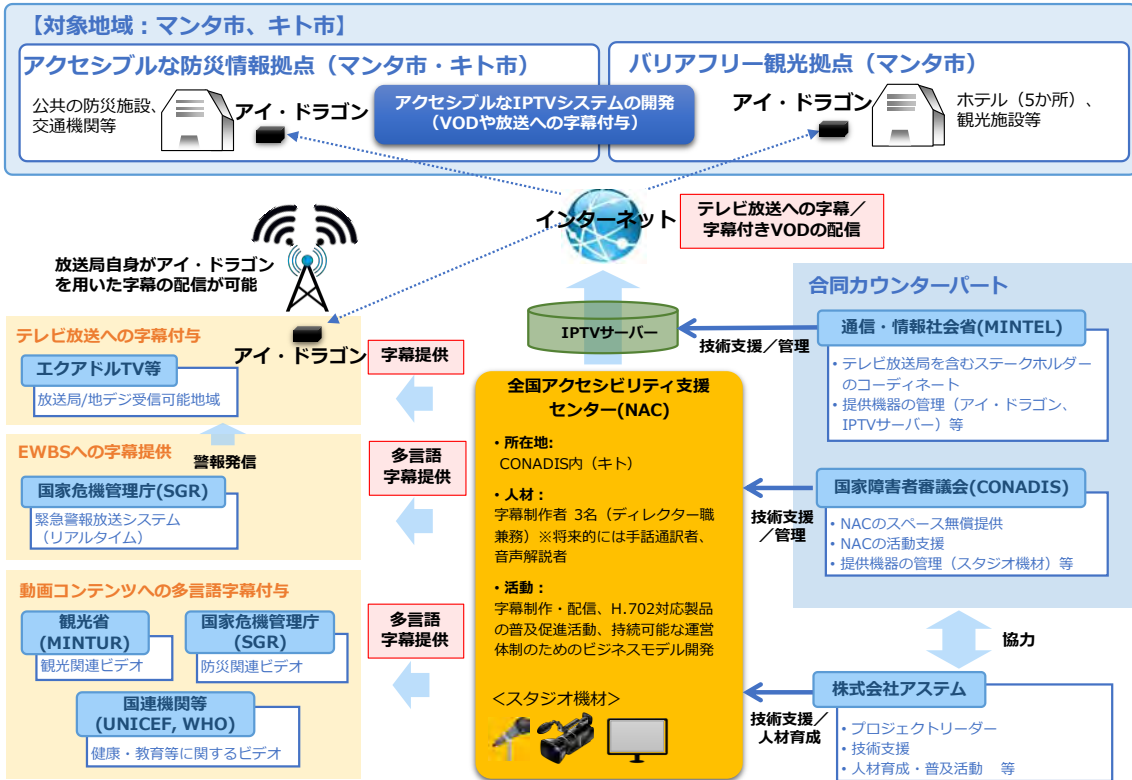 【対象地域：マンタ市、キト市】
アクセシブルな防災情報拠点（マンタ市・キト市）
公共の防災施設、
交通機関等
アイ・ドラゴン
アクセシブルなIPTVシステムの開発
（VODや放送への字幕付与）
バリアフリー観光拠点（マンタ市）
アイ・ドラゴン
ホテル（5か所）、
観光施設等
インターネット
テレビ放送への字幕／
字幕付きVODの配信
放送局自身がアイ・ドラゴン
を用いた字幕の配信が可能
アイ・ドラゴン
IPTVサーバー
技術支援／管理
合同カウンターパート
通信・情報社会省(MINTEL)
・テレビ放送局を含むステークホルダー
のコーディネート
・提供機器の管理（アイ・ドラゴン、
IPTVサーバー）等
テレビ放送への字幕付与
エクアドルTV等
放送局/地デジ受信可能地域
字幕提供
EWBSへの字幕提供
警報発信
国家危機管理庁(SGR)
緊急警報放送システム
（リアルタイム）
多言語
字幕提供
動画コンテンツへの多言語字幕付与
観光省
(MINTUR)
観光関連ビデオ
国家危機管理庁
(SGR)
防災関連ビデオ
国連機関等
(UNICEF, WHO)
健康・教育等に関するビデオ
多言語
字幕提供
全国アクセシビリティ支援
センター(NAC)
・所在地:
CONADIS内（キト）
・人材：
字幕制作者 3名（ディレクター職
兼務）※将来的には手話通訳者、
音声解説者
・活動：
字幕制作・配信、H.702対応製品
の普及促進活動、持続可能な運営
体制のためのビジネスモデル開発
＜スタジオ機材＞
技術支援
／管理
国家障害者審議会(CONADIS)
・NACのスペース無償提供
・NACの活動支援
・提供機器の管理（スタジオ機材）等
協力
技術支援／
人材育成
株式会社アステム
・プロジェクトリーダー
・技術支援
・人材育成・普及活動　等